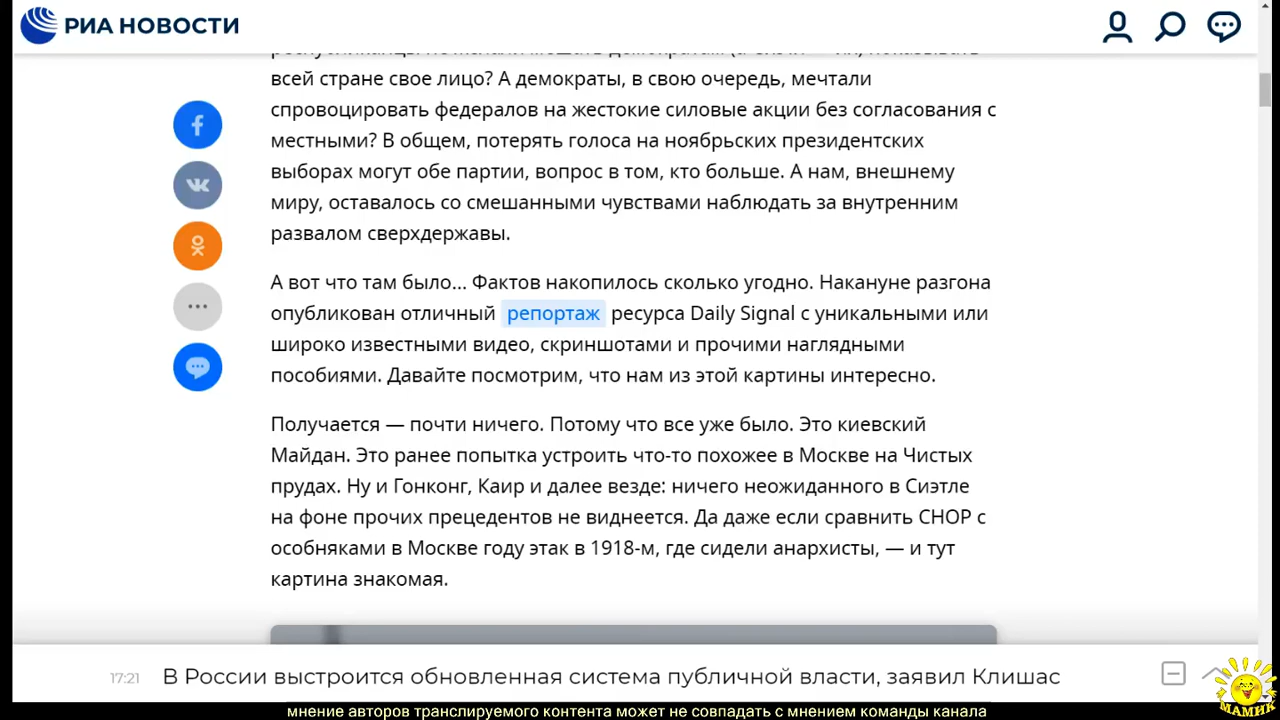 РИА НОВОСТИ
всей стране свое лицо? А демократы, в свою очередь, мечтали
спровоцировать федералов на жестокие силовые акции без согласования с
местными? В общем, потерять голоса на ноябрьских президентских
выборах могут обе партии, вопрос в том, кто больше. А нам, внешнему
миру, оставалось со смешанными чувствами наблюдать за внутренним
развалом сверхдержавы.
А вот что там было... Фактов накопилось сколько угодно. Накануне разгона
опубликован отличный репортаж ресурса Daily Signal с уникальными или
широко известными видео, скриншотами и прочими наглядными
пособиями. Давайте посмотрим, что нам из этой картины интересно.
Получается — почти ничего. Потому что все уже было. Это киевский
Майдан. Это ранее попытка устроить что-то похожее в Москве на Чистых
прудах. Ну и Гонконг, Каир и далее везде: ничего неожиданного в Сиэтле
на фоне прочих прецедентов не виднеется. Да даже если сравнить CHOP с
особняками в Москве году этак в 1918-м, где сидели анархисты, — и тут
картина знакомая.
17:21 В России выстроится обновленная система публичной власти, заявил Клишас
МАМИК
мнение авторов транслируемого контента может не совпадать с мнением команды канала